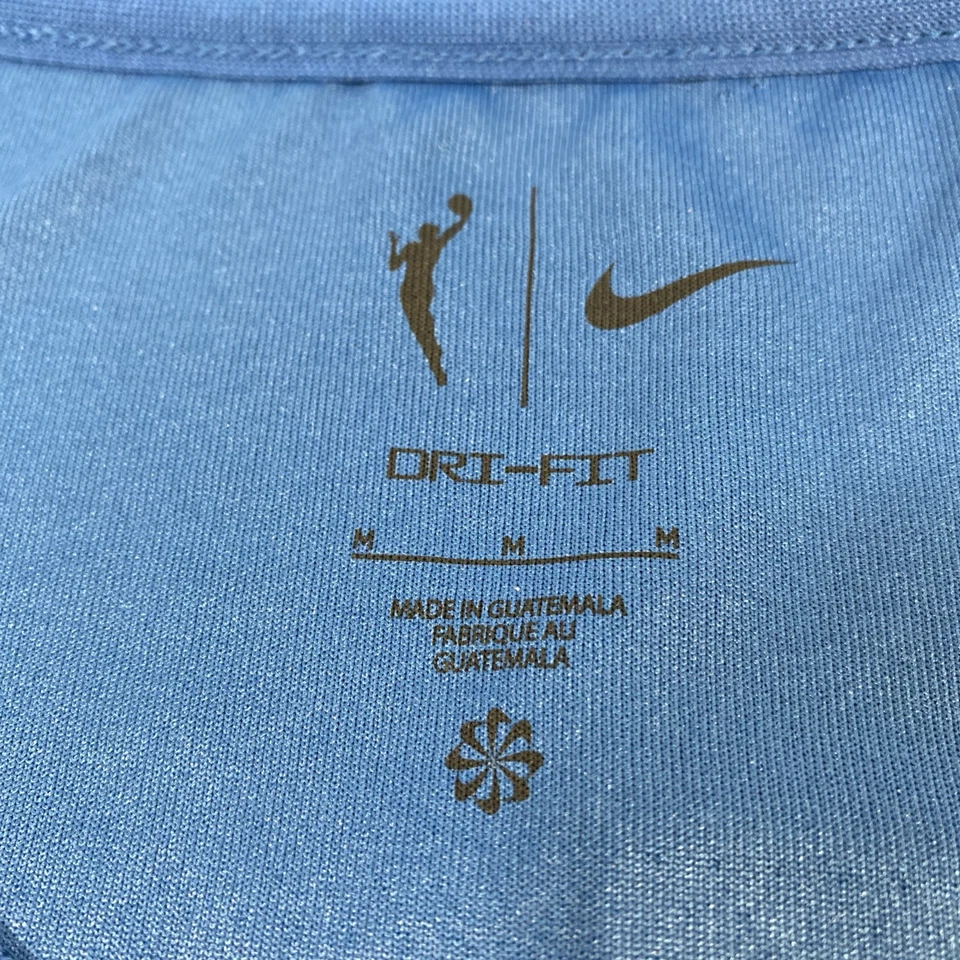 DRI-FIT
M M M
MADE IN GUATEMALA
FABRIQUE AU
GUATEMALA